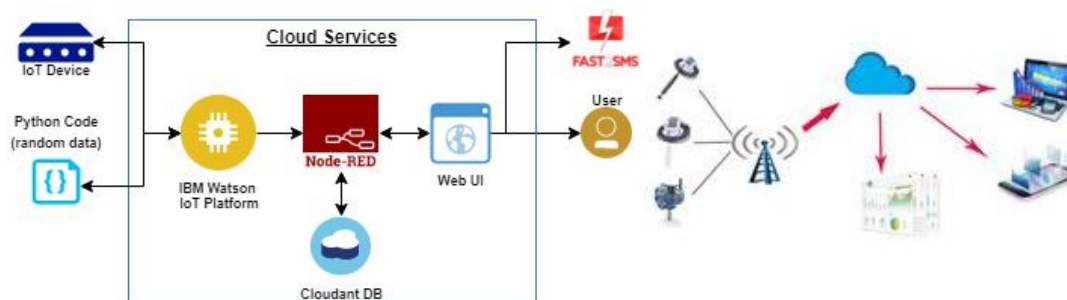 Cloud Services
IoT Device
Python Code
(random data)
IBM Watson
IoT Platform
Node-RED
Cloudant DB
Web UI
FAST2SMS
User